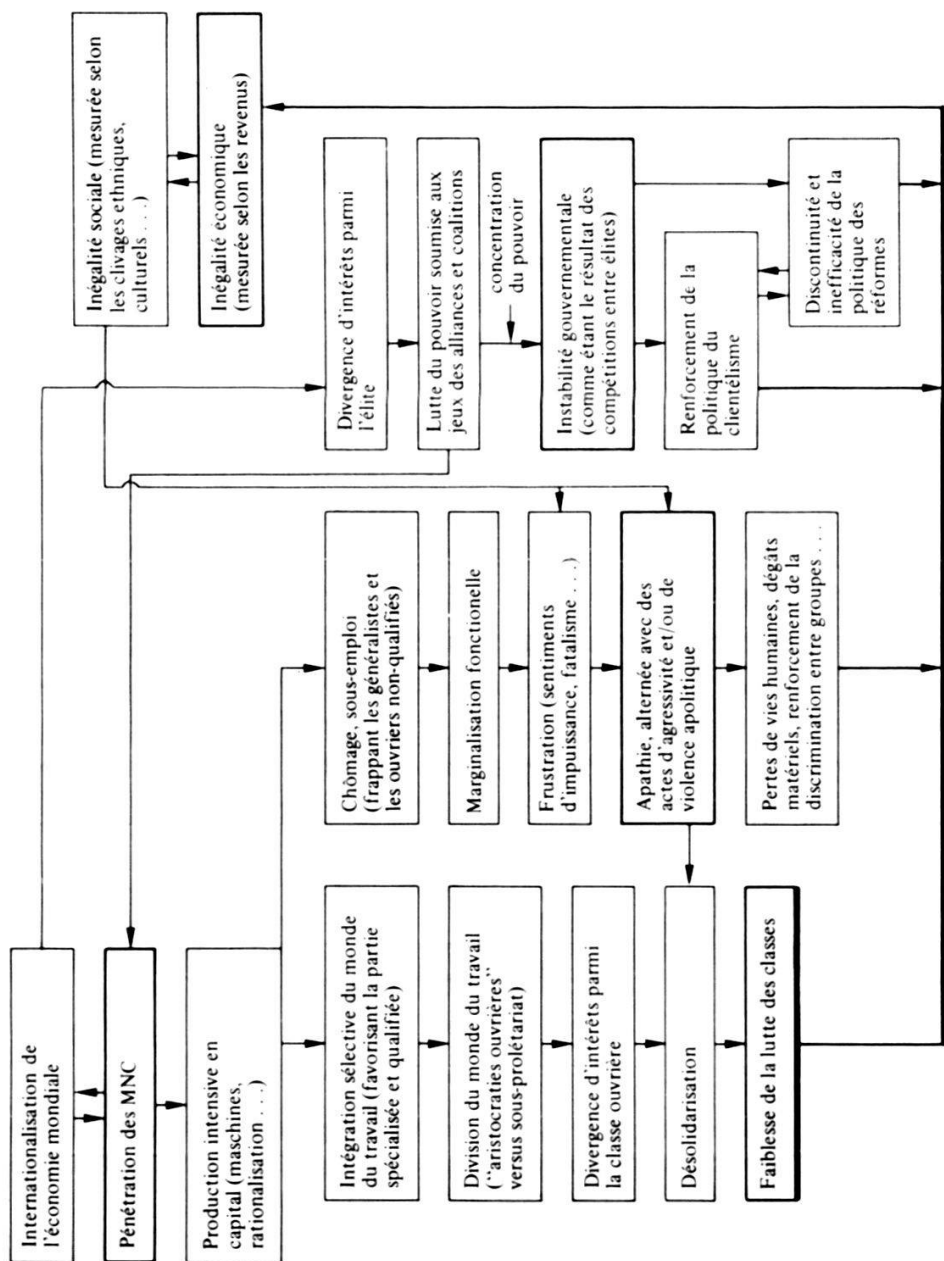 Internationalisation de
l'économie mondiale
Pénétration des MNC
Production intensive en
capital (maschines,
rationalisation . . .)
Inégalité sociale (mesurée selon
les clivages ethniques,
culturels . . .)
Inégalité économique
(mesurée selon les revenus)
Intégration sélective du monde
du travail (favorisant la partie
spécialisée et qualifiée)
Division du monde du travail
("aristocraties ouvrières"
versus sous-prolétariat)
Divergence d'intérêts parmi
la classe ouvrière
Désolidarisation
Faiblesse de la lutte des classes
Chômage, sous-emploi
(frappant les généralistes et
les ouvriers non-qualifiés)
Marginalisation fonctionelle
Frustration (sentiments
d'impuissance, fatalisme . . .)
Apathie, alternée avec des
actes d'agressivité et/ou de
violence apolitique
Pertes de vies humaines, dégâts
matériels, renforcement de la
discrimination entre groupes . . .
Divergence d'intérêts parmi
l'élite
Lutte du pouvoir soumise aux
jeux des alliances et coalitions
concentration
du pouvoir
Instabilité gouvernementale
(comme étant le résultat des
compétitions entre élites)
Renforcement de la
politique du
clientélisme
Discontinuité et
inefficacité de la
politique des
réformes